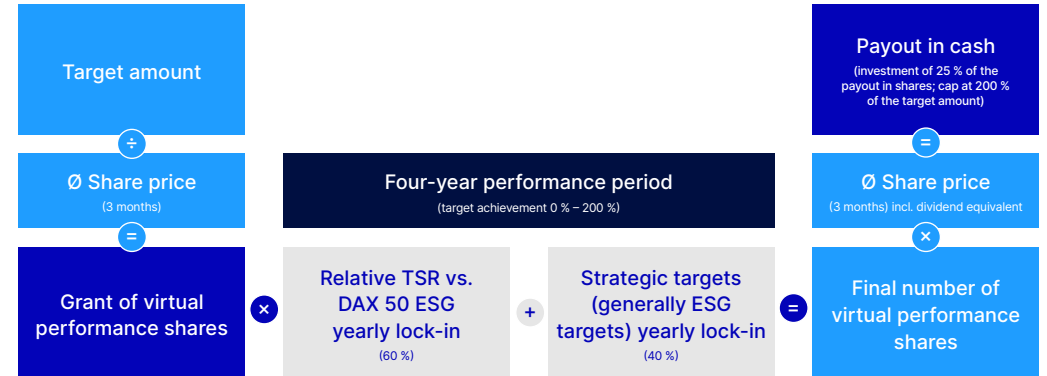 Target amount
÷
Ø Share price
(3 months)
=
Grant of virtual
performance shares
×
Four-year performance period
(target achievement 0 % – 200 %)
Relative TSR vs.
DAX 50 ESG
yearly lock-in
(60 %)
+
Strategic targets
(generally ESG
targets) yearly lock-in
(40 %)
=
Payout in cash
(investment of 25 % of the
payout in shares; cap at 200 %
of the target amount)
=
Ø Share price
(3 months) incl. dividend equivalent
×
Final number of
virtual performance
shares